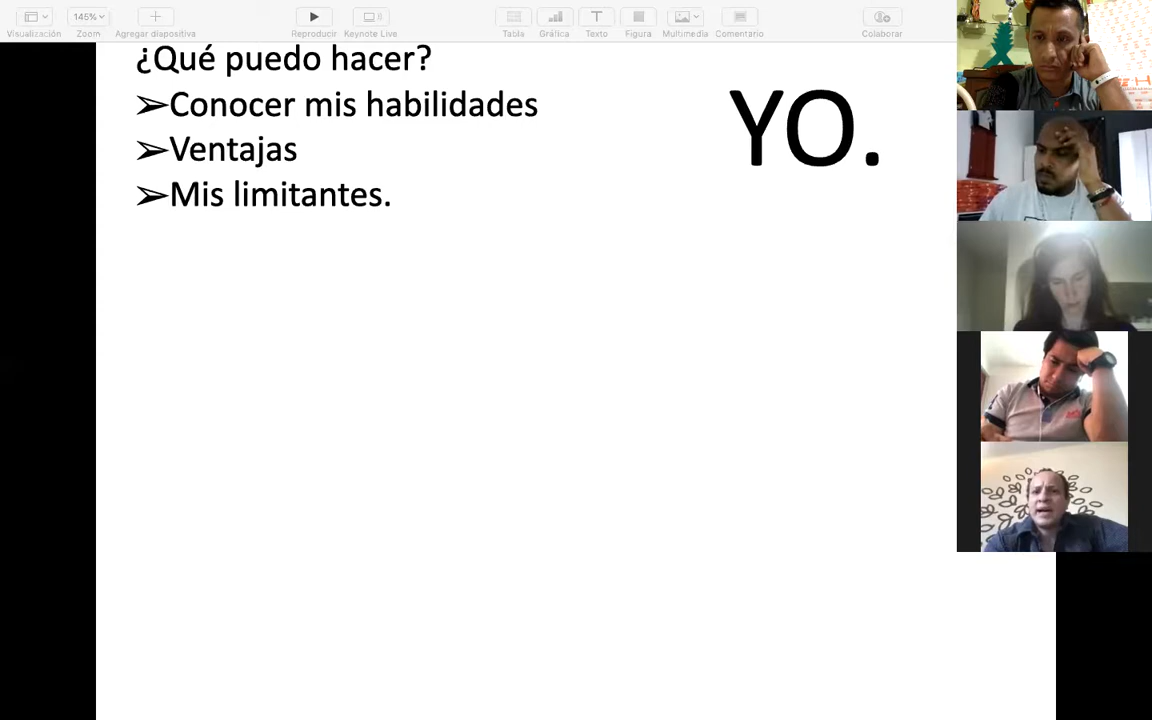 145%
Visualización
Zoom
Agregar diapositiva
Reproducir
Keynote Live
Tabla
Gráfica
Texto
Figura
Multimedia
Comentario
Colaborar
¿Qué puedo hacer?
➢Conocer mis habilidades
➢Ventajas
➢Mis limitantes.
YO.